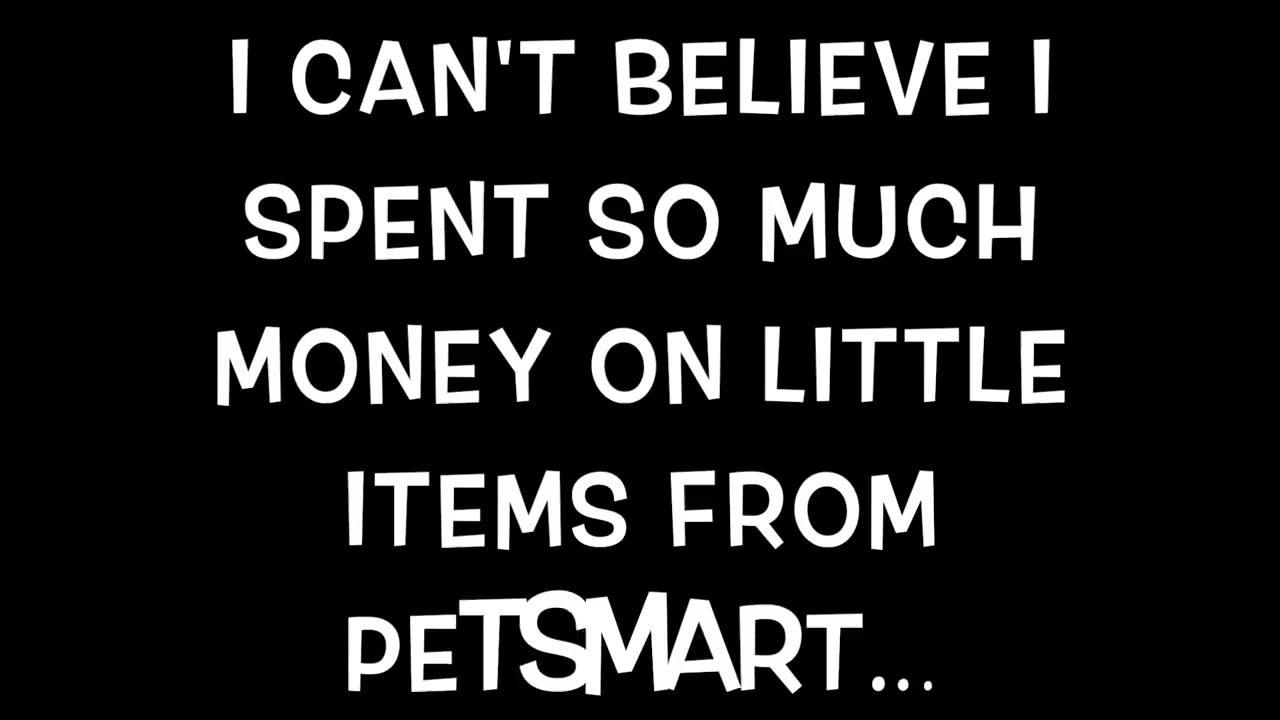 I CAN'T BELIEVE I
SPENT SO MUCH
MONEY ON LITTLE
ITEMS FROM
PETSMART...